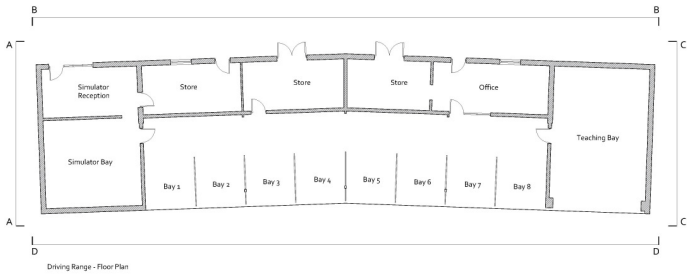 B B
A C
Simulator
Reception
Store
Store
Store
Office
Teaching Bay
Simulator Bay
Bay 1
Bay 2
Bay 3
Bay 4
Bay 5
Bay 6
Bay 7
Bay 8
A C
D D
Driving Range - Floor Plan